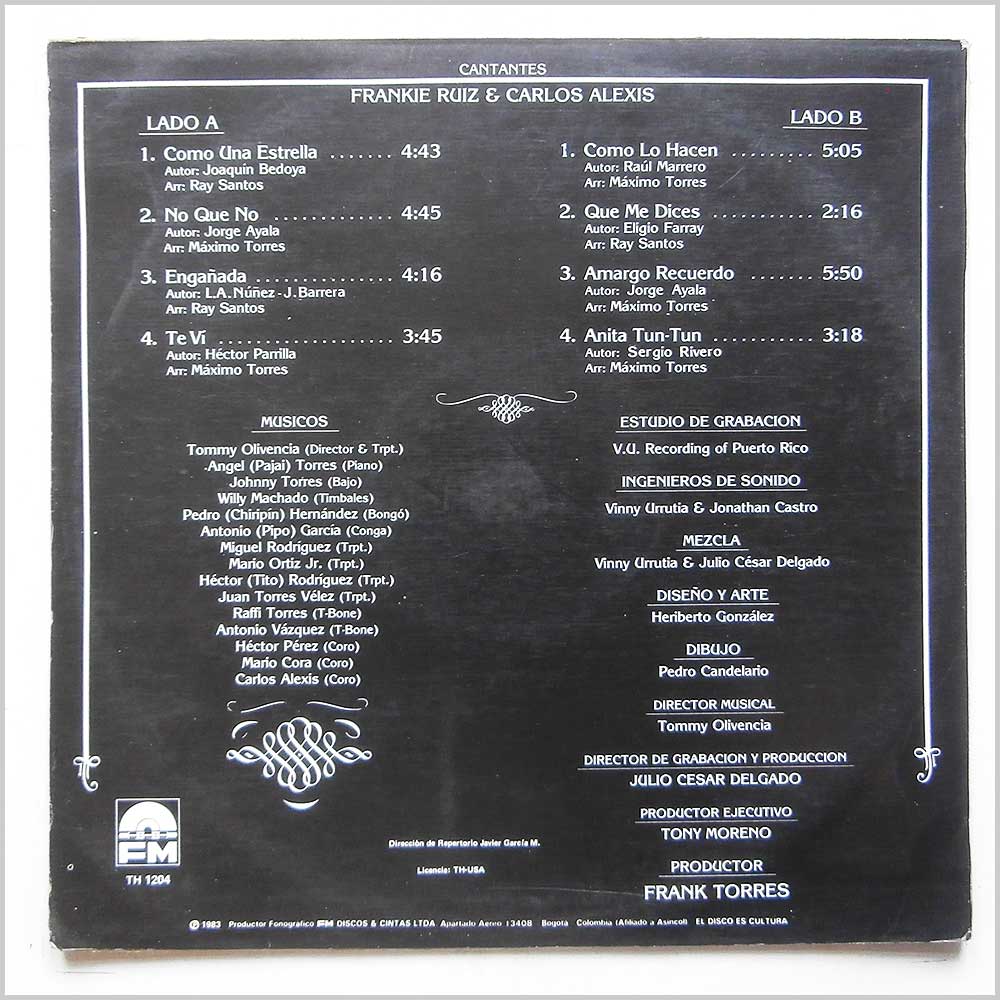 CANTANTES
FRANKIE RUIZ & CARLOS ALEXIS
LADO A
1. Como Una Estrella ....... 4:43
Autor: Joaquin Bedoya
Arr: Ray Santos
2. No Que No ............ 4:45
Autor: Jorge Ayala
Arr: Máximo Torres
3. Engañada .............. 4:16
Autor: L.A. Núñez - J. Barrera
Arr: Ray Santos
4. Te Ví ................... 3:45
Autor: Héctor Parrilla
Arr: Máximo Torres
LADO B
1. Como Lo Hacen ......... 5:05
Autor: Raúl Marrero
Arr: Máximo Torres
2. Que Me Dices ........... 2:16
Autor: Elígio Farray
Arr: Ray Santos
3. Amargo Recuerdo ....... 5:50
Autor: Jorge Ayala
Arr: Máximo Torres
4. Anita Tun-Tun ........... 3:18
Autor: Sergio Rivero
Arr: Máximo Torres
MUSICOS
Tommy Olivencia (Director & Trpt.)
Angel (Pajai) Torres (Piano)
Johnny Torres (Bajo)
Willy Machado (Timbales)
Pedro (Chiripín) Hernández (Bongó)
Antonio (Pipo) García (Conga)
Miguel Rodríguez (Trpt.)
Mario Ortiz Jr. (Trpt.)
Héctor (Tito) Rodríguez (Trpt.)
Juan Torres Vélez (Trpt.)
Raffi Torres (T-Bone)
Antonio Vázquez (T-Bone)
Héctor Pérez (Coro)
Mario Cora (Coro)
Carlos Alexis (Coro)
ESTUDIO DE GRABACION
V.U. Recording of Puerto Rico
INGENIEROS DE SONIDO
Vinny Urrutia & Jonathan Castro
MEZCLA
Vinny Urrutia & Julio César Delgado
DISEÑO Y ARTE
Heriberto González
DIBUJO
Pedro Candelario
DIRECTOR MUSICAL
Tommy Olivencia
DIRECTOR DE GRABACION Y PRODUCCION
JULIO CESAR DELGADO
PRODUCTOR EJECUTIVO
TONY MORENO
PRODUCTOR
FRANK TORRES
FM
TH 1204
Dirección de Repertorio Javier García M.
Licencia: TH-USA
℗ 1983 Productor Fonográfico FM DISCOS & CINTAS LTDA Apartado Aéreo 13408 Bogotá Colombia (Afiliado a Asincol) EL DISCO ES CULTURA